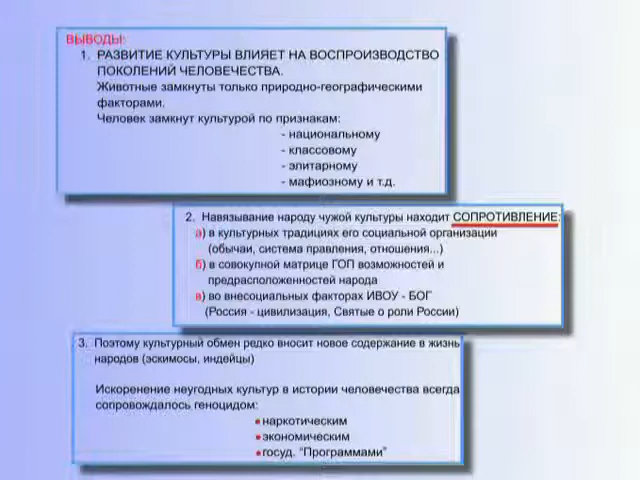 ВЫВОДЫ:
1. РАЗВИТИЕ КУЛЬТУРЫ ВЛИЯЕТ НА ВОСПРОИЗВОДСТВО
ПОКОЛЕНИЙ ЧЕЛОВЕЧЕСТВА.
Животные замкнуты только природно-географическими
факторами.
Человек замкнут культурой по признакам:
- национальному
- классовому
- элитарному
- мафиозному и т.д.
2. Навязывание народу чужой культуры находит СОПРОТИВЛЕНИЕ:
а) в культурных традициях его социальной организации
(обычаи, система правления, отношения...)
б) в совокупной матрице ГОП возможностей и
предрасположенностей народа
в) во внесоциальных факторах ИВОУ - БОГ
(Россия - цивилизация, Святые о роли России)
3. Поэтому культурный обмен редко вносит новое содержание в жизнь
народов (эскимосы, индейцы)
Искоренение неугодных культур в истории человечества всегда
сопровождалось геноцидом:
• наркотическим
• экономическим
• госуд. "Программами"